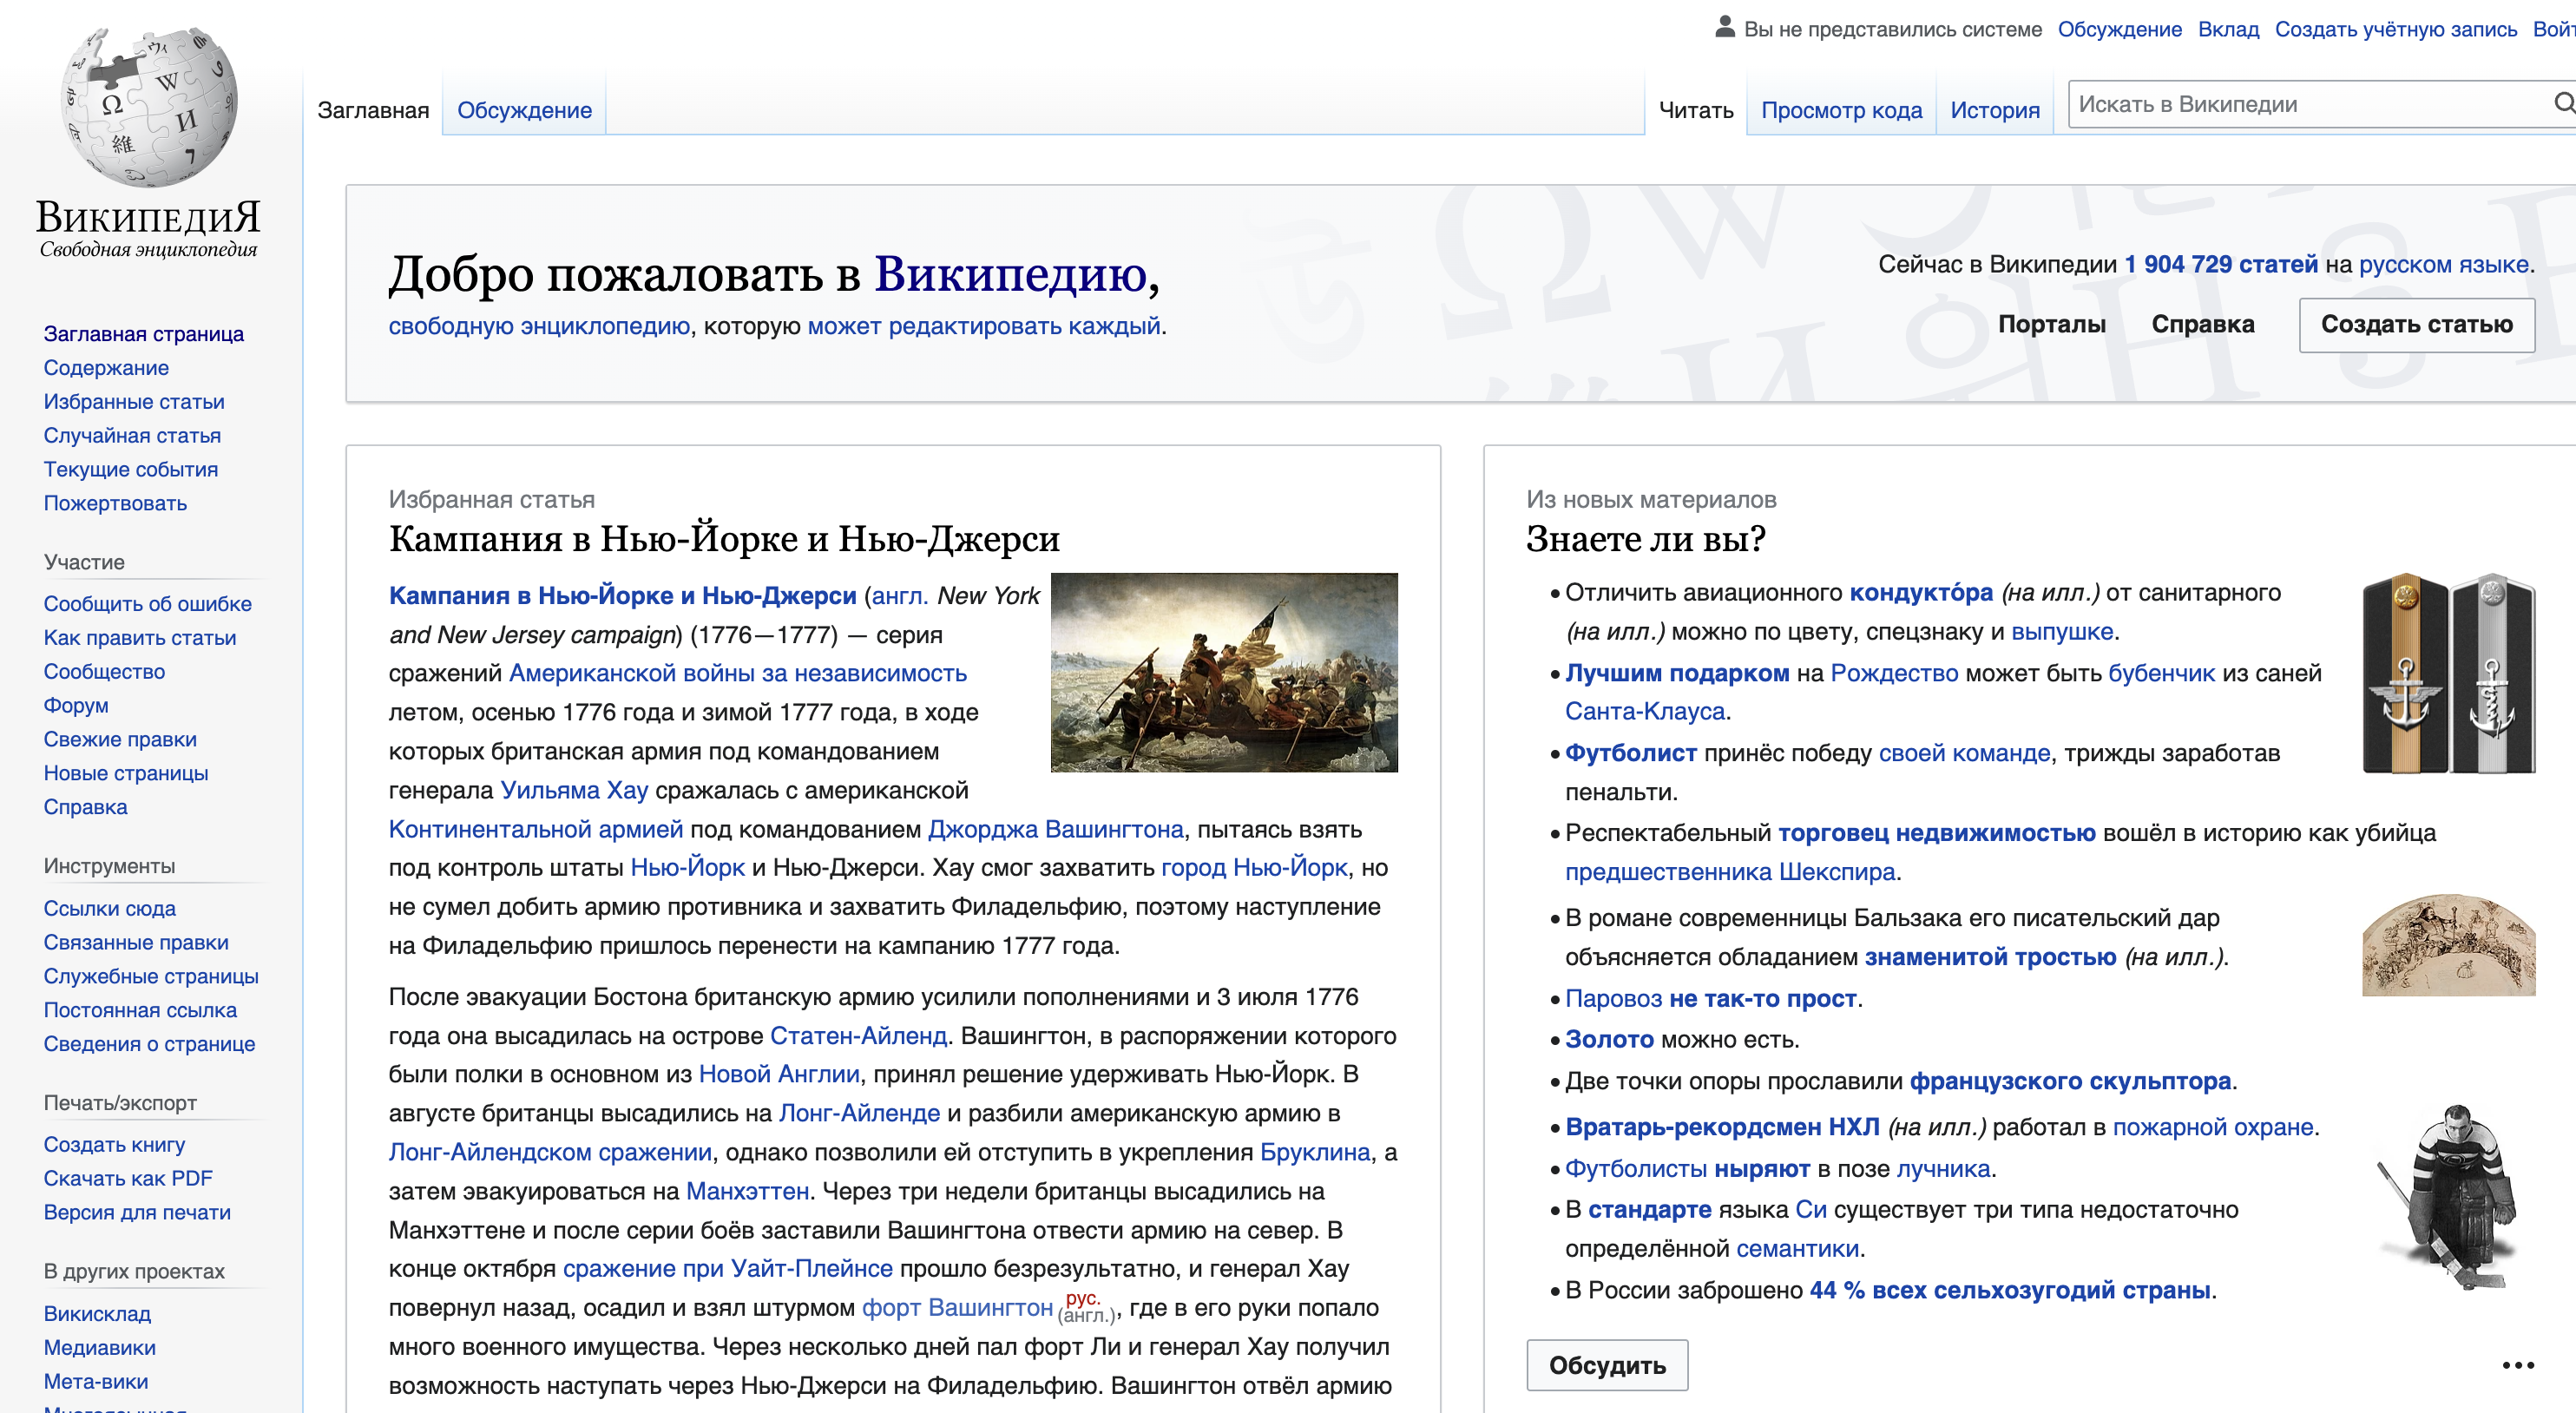 Вы не представились системе Обсуждение Вклад Создать учётную запись
Заглавная Обсуждение Читать Просмотр кода История Искать в Википедии
ВикипедиЯ
Свободная энциклопедия
Заглавная страница
Содержание
Избранные статьи
Случайная статья
Текущие события
Пожертвовать
Участие
Сообщить об ошибке
Как править статьи
Сообщество
Форум
Свежие правки
Новые страницы
Справка
Инструменты
Ссылки сюда
Связанные правки
Служебные страницы
Постоянная ссылка
Сведения о странице
Печать/экспорт
Создать книгу
Скачать как PDF
Версия для печати
В других проектах
Викисклад
Медиавики
Мета-вики
Добро пожаловать в Википедию,
свободную энциклопедию, которую может редактировать каждый.
Сейчас в Википедии 1 904 729 статей на русском языке.
Порталы Справка Создать статью
Избранная статья
Кампания в Нью-Йорке и Нью-Джерси
Кампания в Нью-Йорке и Нью-Джерси (англ. New York
and New Jersey campaign) (1776—1777) — серия
сражений Американской войны за независимость
летом, осенью 1776 года и зимой 1777 года, в ходе
которых британская армия под командованием
генерала Уильяма Хау сражалась с американской
Континентальной армией под командованием Джорджа Вашингтона, пытаясь взять
под контроль штаты Нью-Йорк и Нью-Джерси. Хау смог захватить город Нью-Йорк, но
не сумел добить армию противника и захватить Филадельфию, поэтому наступление
на Филадельфию пришлось перенести на кампанию 1777 года.
После эвакуации Бостона британскую армию усилили пополнениями и 3 июля 1776
года она высадилась на острове Статен-Айленд. Вашингтон, в распоряжении которого
были полки в основном из Новой Англии, принял решение удерживать Нью-Йорк. В
августе британцы высадились на Лонг-Айленде и разбили американскую армию в
Лонг-Айлендском сражении, однако позволили ей отступить в укрепления Бруклина, а
затем эвакуироваться на Манхэттен. Через три недели британцы высадились на
Манхэттене и после серии боёв заставили Вашингтона отвести армию на север. В
конце октября сражение при Уайт-Плейнсе прошло безрезультатно, и генерал Хау
повернул назад, осадил и взял штурмом форт Вашингтон рус. (англ.), где в его руки попало
много военного имущества. Через несколько дней пал форт Ли и генерал Хау получил
возможность наступать через Нью-Джерси на Филадельфию. Вашингтон отвёл армию
Из новых материалов
Знаете ли вы?
• Отличить авиационного кондукто́ра (на илл.) от санитарного
(на илл.) можно по цвету, спецзнаку и выпушке.
• Лучшим подарком на Рождество может быть бубенчик из саней
Санта-Клауса.
• Футболист принёс победу своей команде, трижды заработав
пенальти.
• Респектабельный торговец недвижимостью вошёл в историю как убийца
предшественника Шекспира.
• В романе современницы Бальзака его писательский дар
объясняется обладанием знаменитой тростью (на илл.).
• Паровоз не так-то прост.
• Золото можно есть.
• Две точки опоры прославили французского скульптора.
• Вратарь-рекордсмен НХЛ (на илл.) работал в пожарной охране.
• Футболисты ныряют в позе лучника.
• В стандарте языка Си существует три типа недостаточно
определённой семантики.
• В России заброшено 44 % всех сельхозугодий страны.
Обсудить